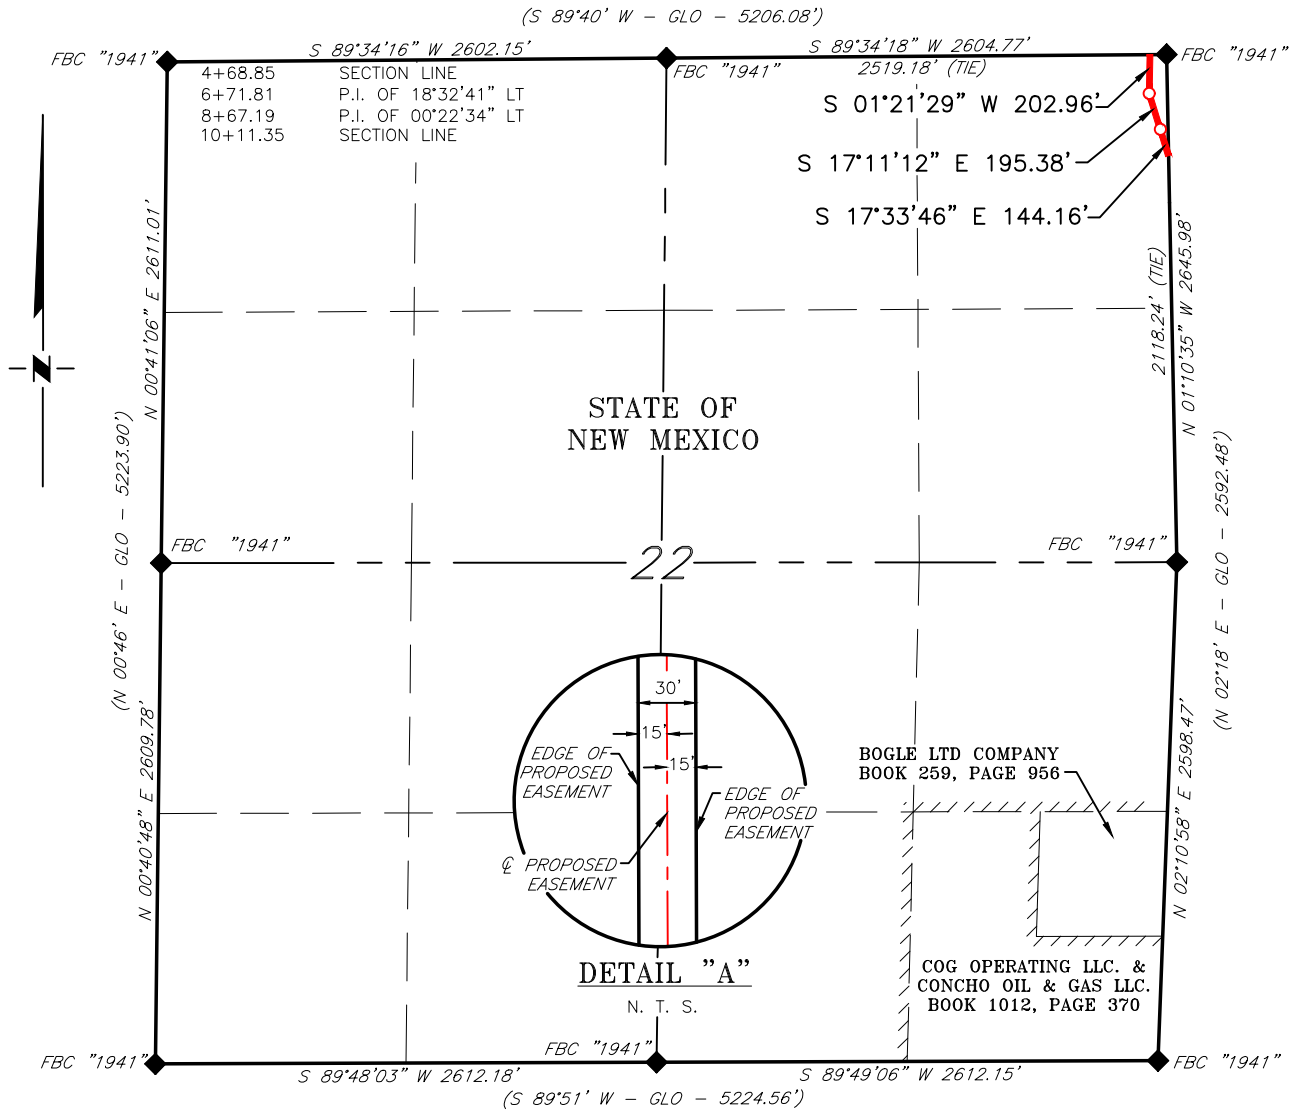 (S 89°40' W - GLO - 5206.08')
S 89°34'16" W 2602.15'
S 89°34'18" W 2604.77'
FBC "1941"
FBC "1941"
FBC "1941"
2519.18' (TIE)
4+68.85 SECTION LINE
6+71.81 P.I. OF 18°32'41" LT
8+67.19 P.I. OF 00°22'34" LT
10+11.35 SECTION LINE
S 01°21'29" W 202.96'
S 17°11'12" E 195.38'
S 17°33'46" E 144.16'
N 00°41'06" E 2611.01'
2118.24' (TIE)
N 01°10'35" W 2645.98'
N
STATE OF
NEW MEXICO
(N 00°46' E - GLO - 5223.90')
(N 02°18' E - GLO - 2592.48')
FBC "1941"
FBC "1941"
22
30'
15'
15'
EDGE OF
PROPOSED
EASEMENT
EDGE OF
PROPOSED
EASEMENT
℄ PROPOSED
EASEMENT
BOGLE LTD COMPANY
BOOK 259, PAGE 956
N 00°40'48" E 2609.78'
N 02°10'58" E 2598.47'
DETAIL "A"
N. T. S.
COG OPERATING LLC. &
CONCHO OIL & GAS LLC.
BOOK 1012, PAGE 370
FBC "1941"
FBC "1941"
FBC "1941"
S 89°48'03" W 2612.18'
S 89°49'06" W 2612.15'
(S 89°51' W - GLO - 5224.56')